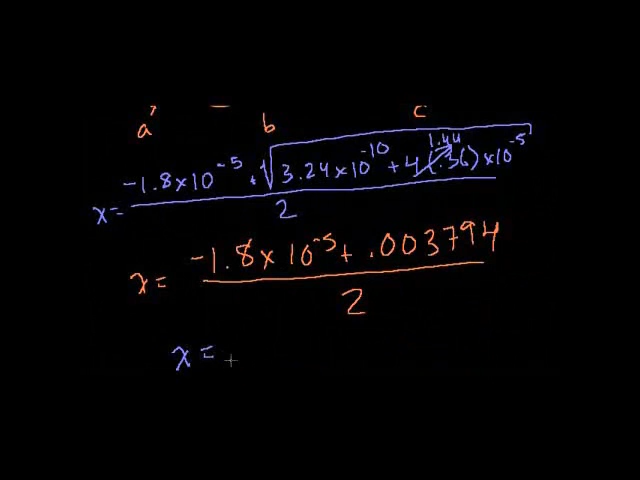 a b c
x = (-1.8x10^-5 + √(3.24x10^-10 + 4(.36) 1.44 x10^-5)) / 2
x = (-1.8x10^-5 + .003794) / 2
x =